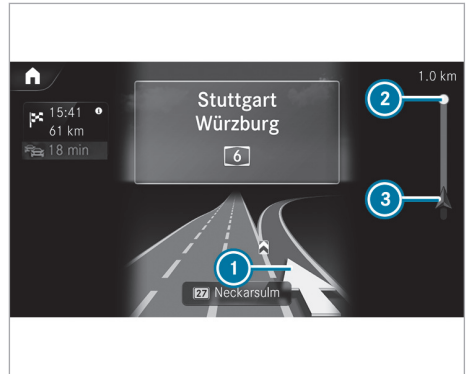 1.0 km
15:41
61 km
18 min
Stuttgart
Würzburg
6
2
3
1
27 Neckarsulm